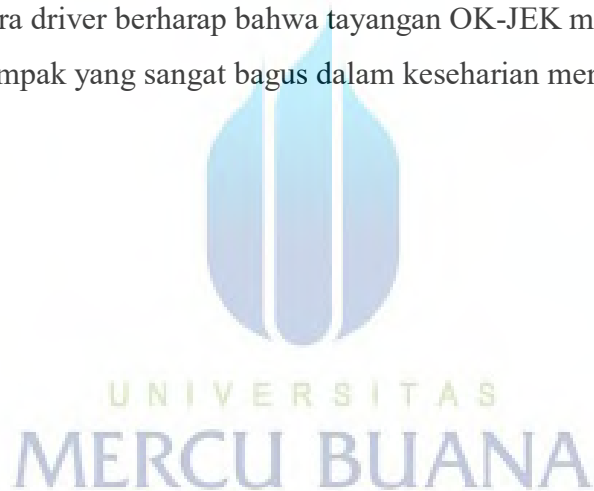 ra driver berharap bahwa tayangan OK-JEK m
mpak yang sangat bagus dalam keseharian mer
UNIVERSITAS
MERCU BUANA